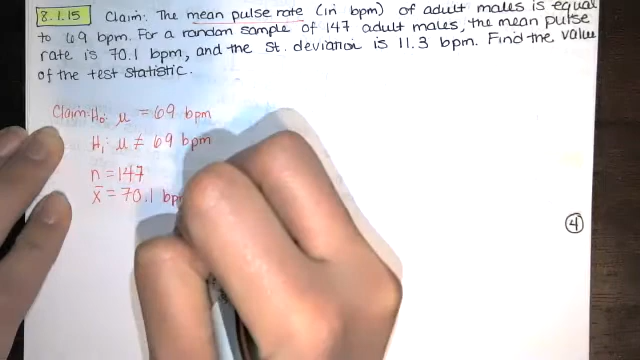 8.1.15 Claim: The mean pulse rate (in bpm) of adult males is equal
to 69 bpm. For a random sample of 147 adult males, the mean pulse
rate is 70.1 bpm, and the st. deviation is 11.3 bpm. Find the value
of the test statistic.
Claim: H₀: μ = 69 bpm
H₁: μ ≠ 69 bpm
n = 147
x̄ = 70.1 bp
4